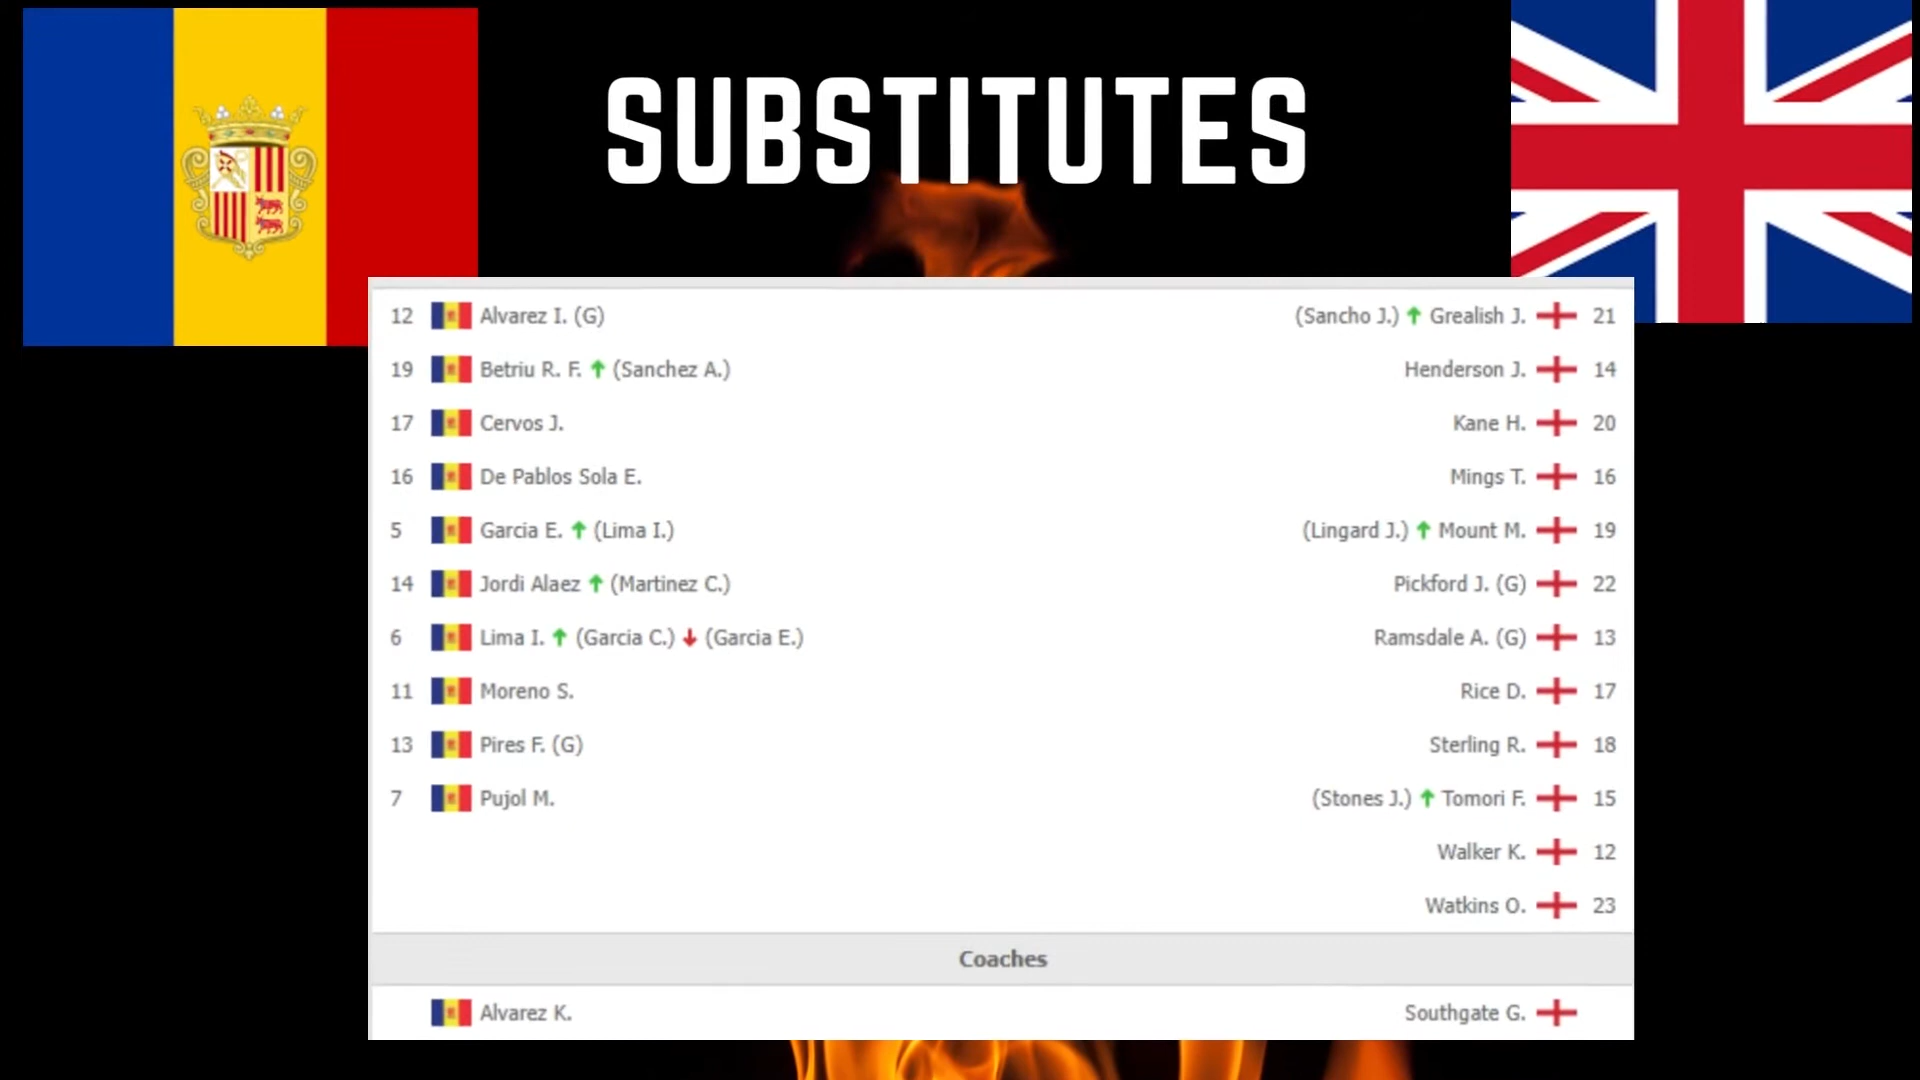 SUBSTITUTES
12 Alvarez I. (G) (Sancho J.) Grealish J. 21
19 Betriu R. F. (Sanchez A.) Henderson J. 14
17 Cervos J. Kane H. 20
16 De Pablos Sola E. Mings T. 16
5 Garcia E. (Lima I.) (Lingard J.) Mount M. 19
14 Jordi Alaez (Martinez C.) Pickford J. (G) 22
6 Lima I. (Garcia C.) (Garcia E.) Ramsdale A. (G) 13
11 Moreno S. Rice D. 17
13 Pires F. (G) Sterling R. 18
7 Pujol M. (Stones J.) Tomori F. 15
Walker K. 12
Watkins O. 23
Coaches
Alvarez K. Southgate G.